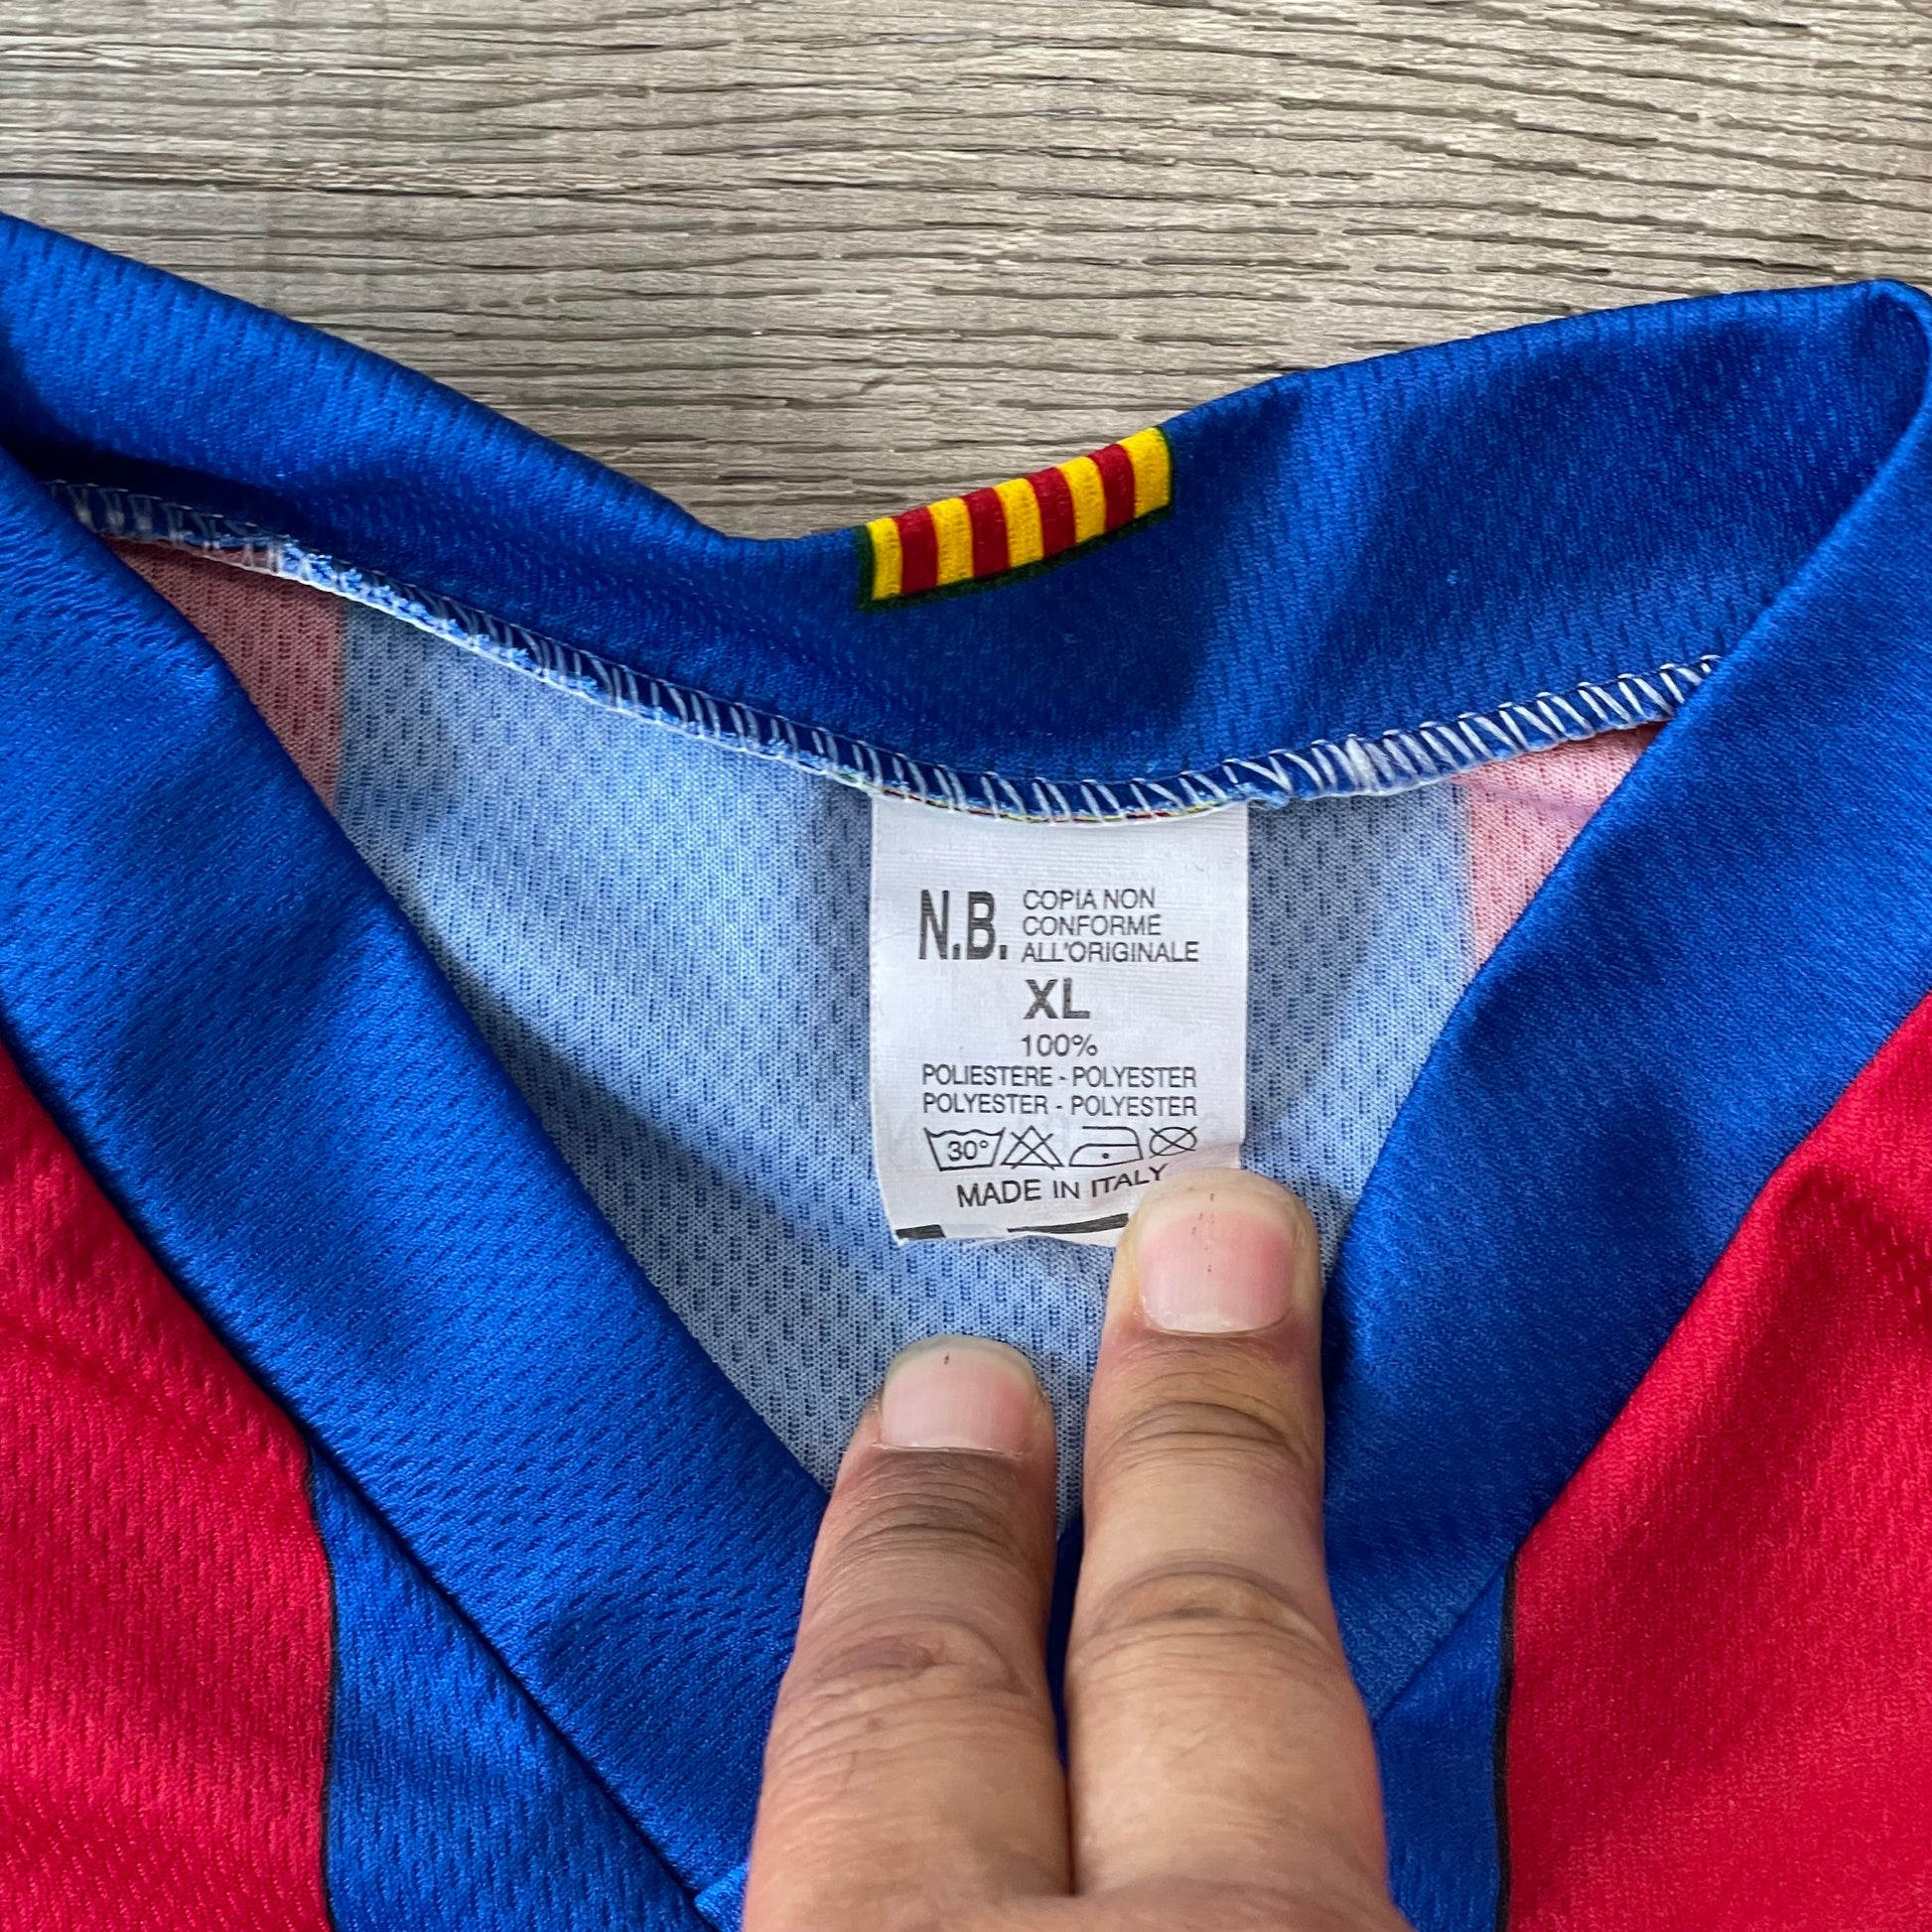 N.B. COPIA NON
CONFORME
ALL'ORIGINALE
XL
100%
POLIESTERE - POLYESTER
POLYESTER - POLYESTER
30°
MADE IN ITALY